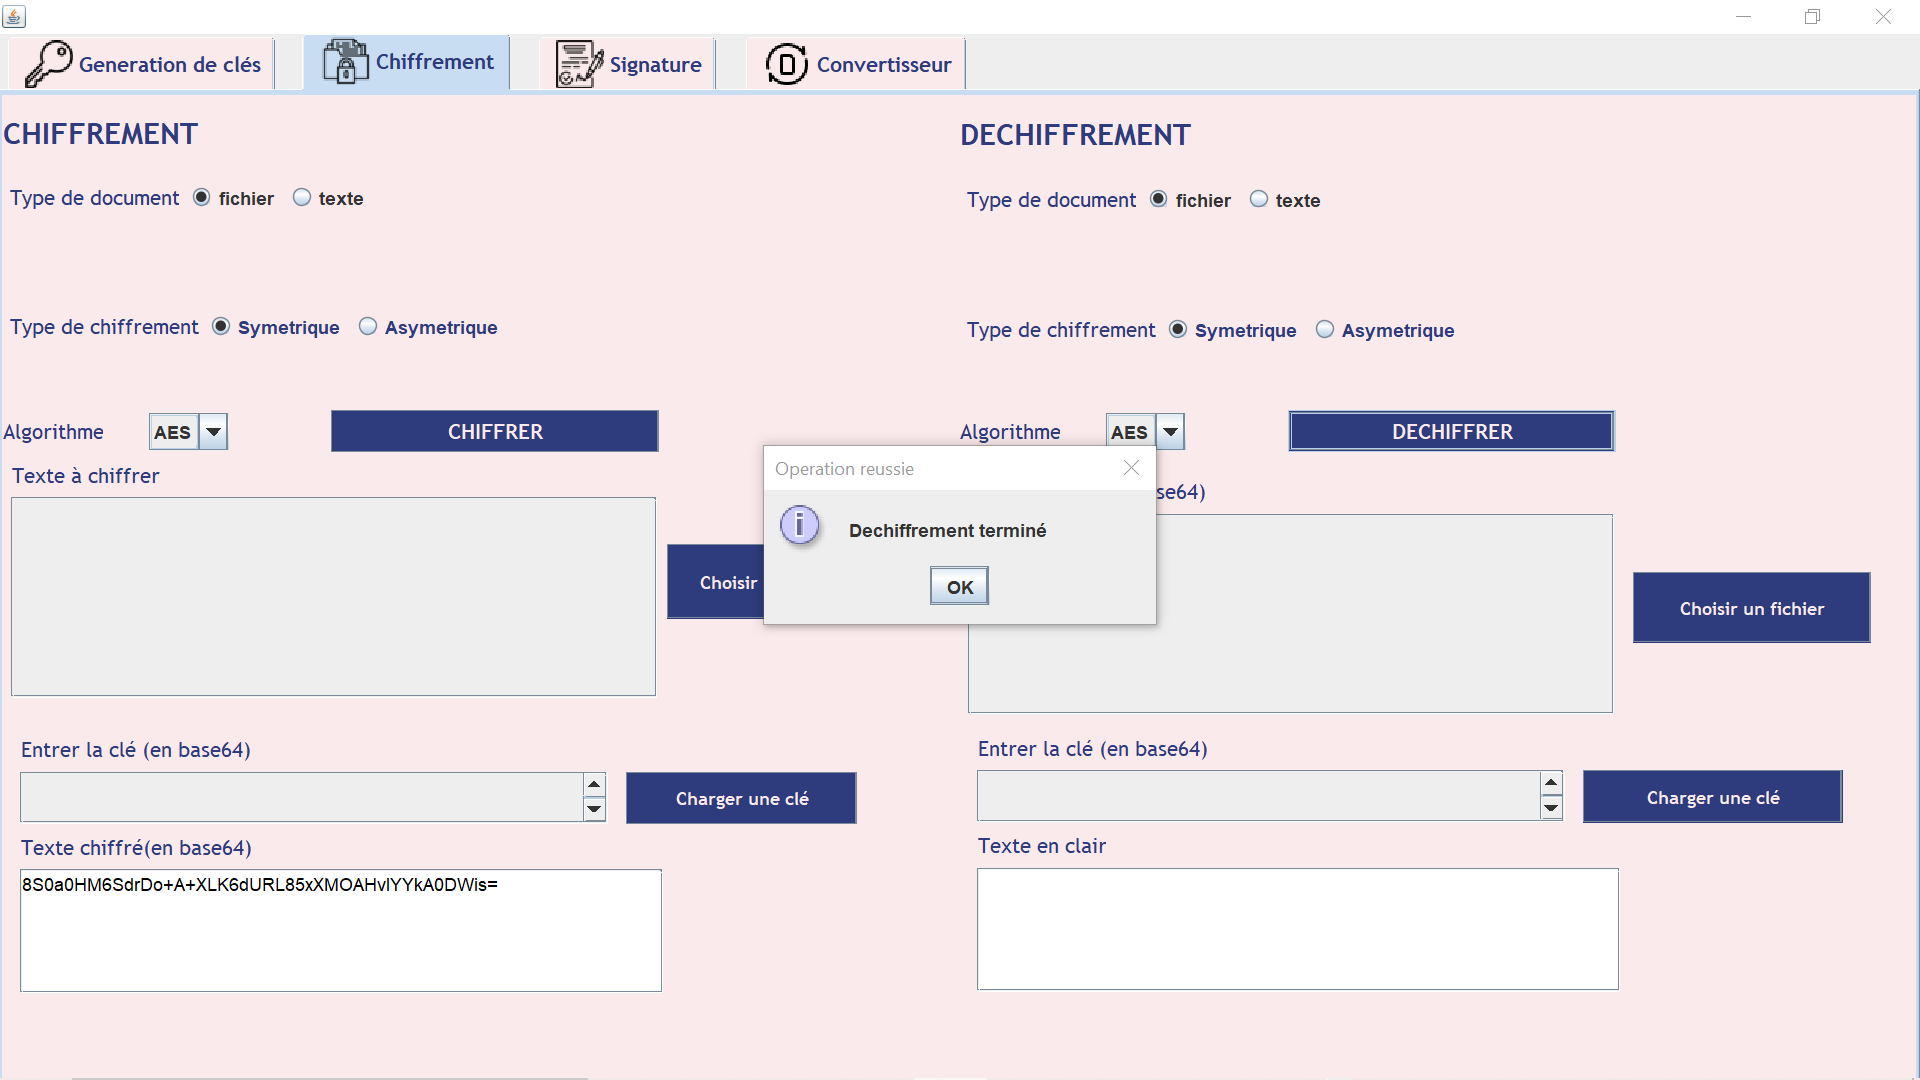 Generation de clés
Chiffrement
Signature
D Convertisseur
CHIFFREMENT
Type de document fichier texte
Type de chiffrement Symetrique Asymetrique
Algorithme AES CHIFFRER
Texte à chiffrer
Choisir
Entrer la clé (en base64)
Charger une clé
Texte chiffré(en base64)
8S0a0HM6SdrDo+A+XLK6dURL85xXMOAHvlYYkA0DWis=
DECHIFFREMENT
Type de document fichier texte
Type de chiffrement Symetrique Asymetrique
Algorithme AES DECHIFFRER
se64)
Choisir un fichier
Entrer la clé (en base64)
Charger une clé
Texte en clair
Operation reussie
i Dechiffrement terminé
OK